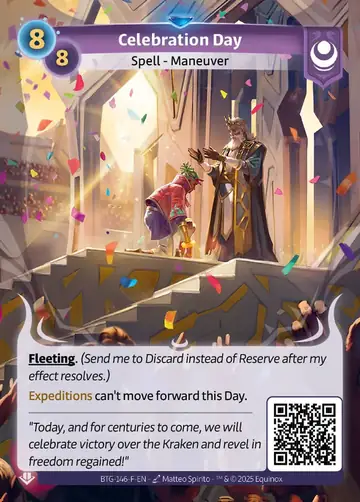 8
8
Celebration Day
Spell - Maneuver
Fleeting. (Send me to Discard instead of Reserve after my
effect resolves.)
Expeditions can't move forward this Day.
"Today, and for centuries to come, we will
celebrate victory over the Kraken and revel in
freedom regained!"
BTG-146-F-EN - Matteo Spirito - ™ & © 2025 Equinox